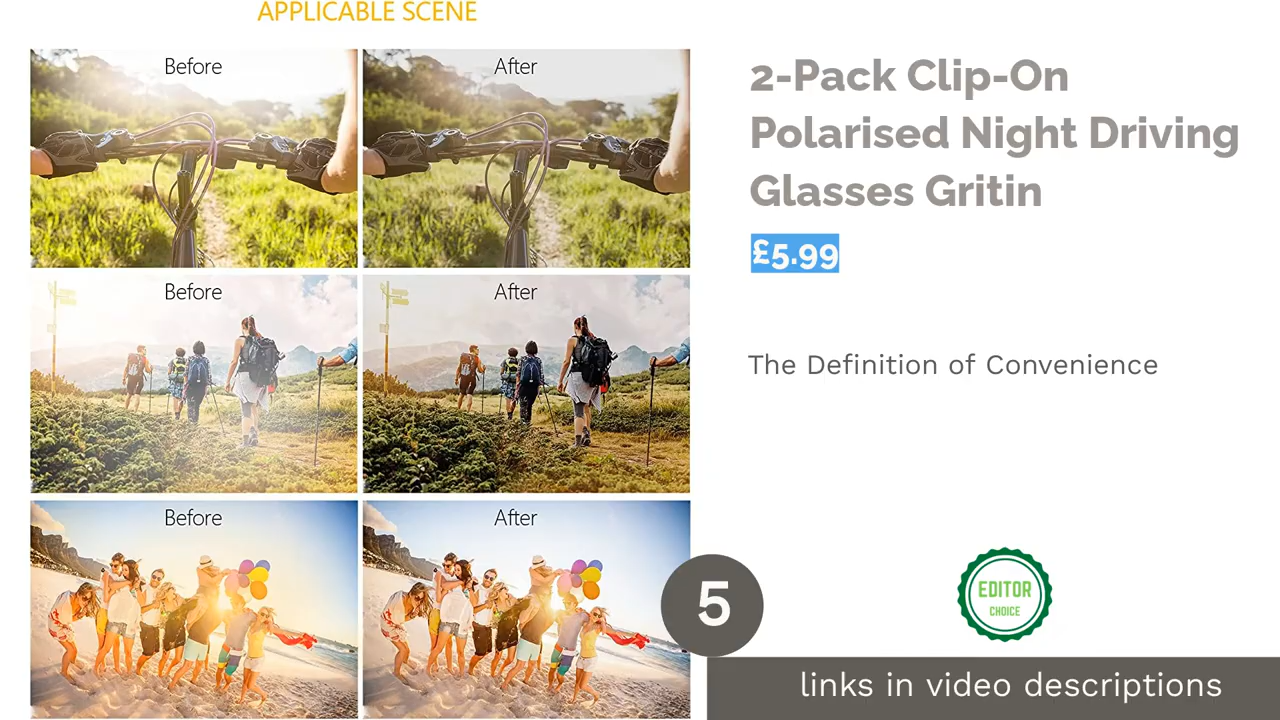 APPLICABLE SCENE
Before
After
Before
After
Before
After
2-Pack Clip-On
Polarised Night Driving
Glasses Gritin
£5.99
The Definition of Convenience
5
EDITOR
CHOICE
links in video descriptions